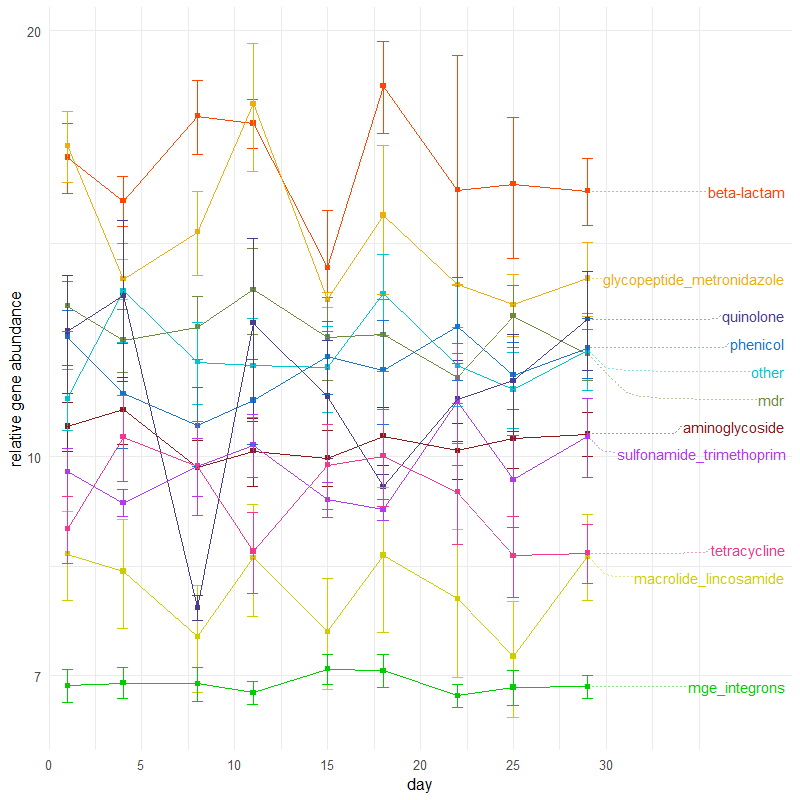 20
beta-lactam
glycopeptide_metronidazole
quinolone
phenicol
other
mdr
aminoglycoside
sulfonamide_trimethoprim
10
tetracycline
macrolide_lincosamide
7
mge_integrons
relative gene abundance
0 5 10 15 20 25 30
day